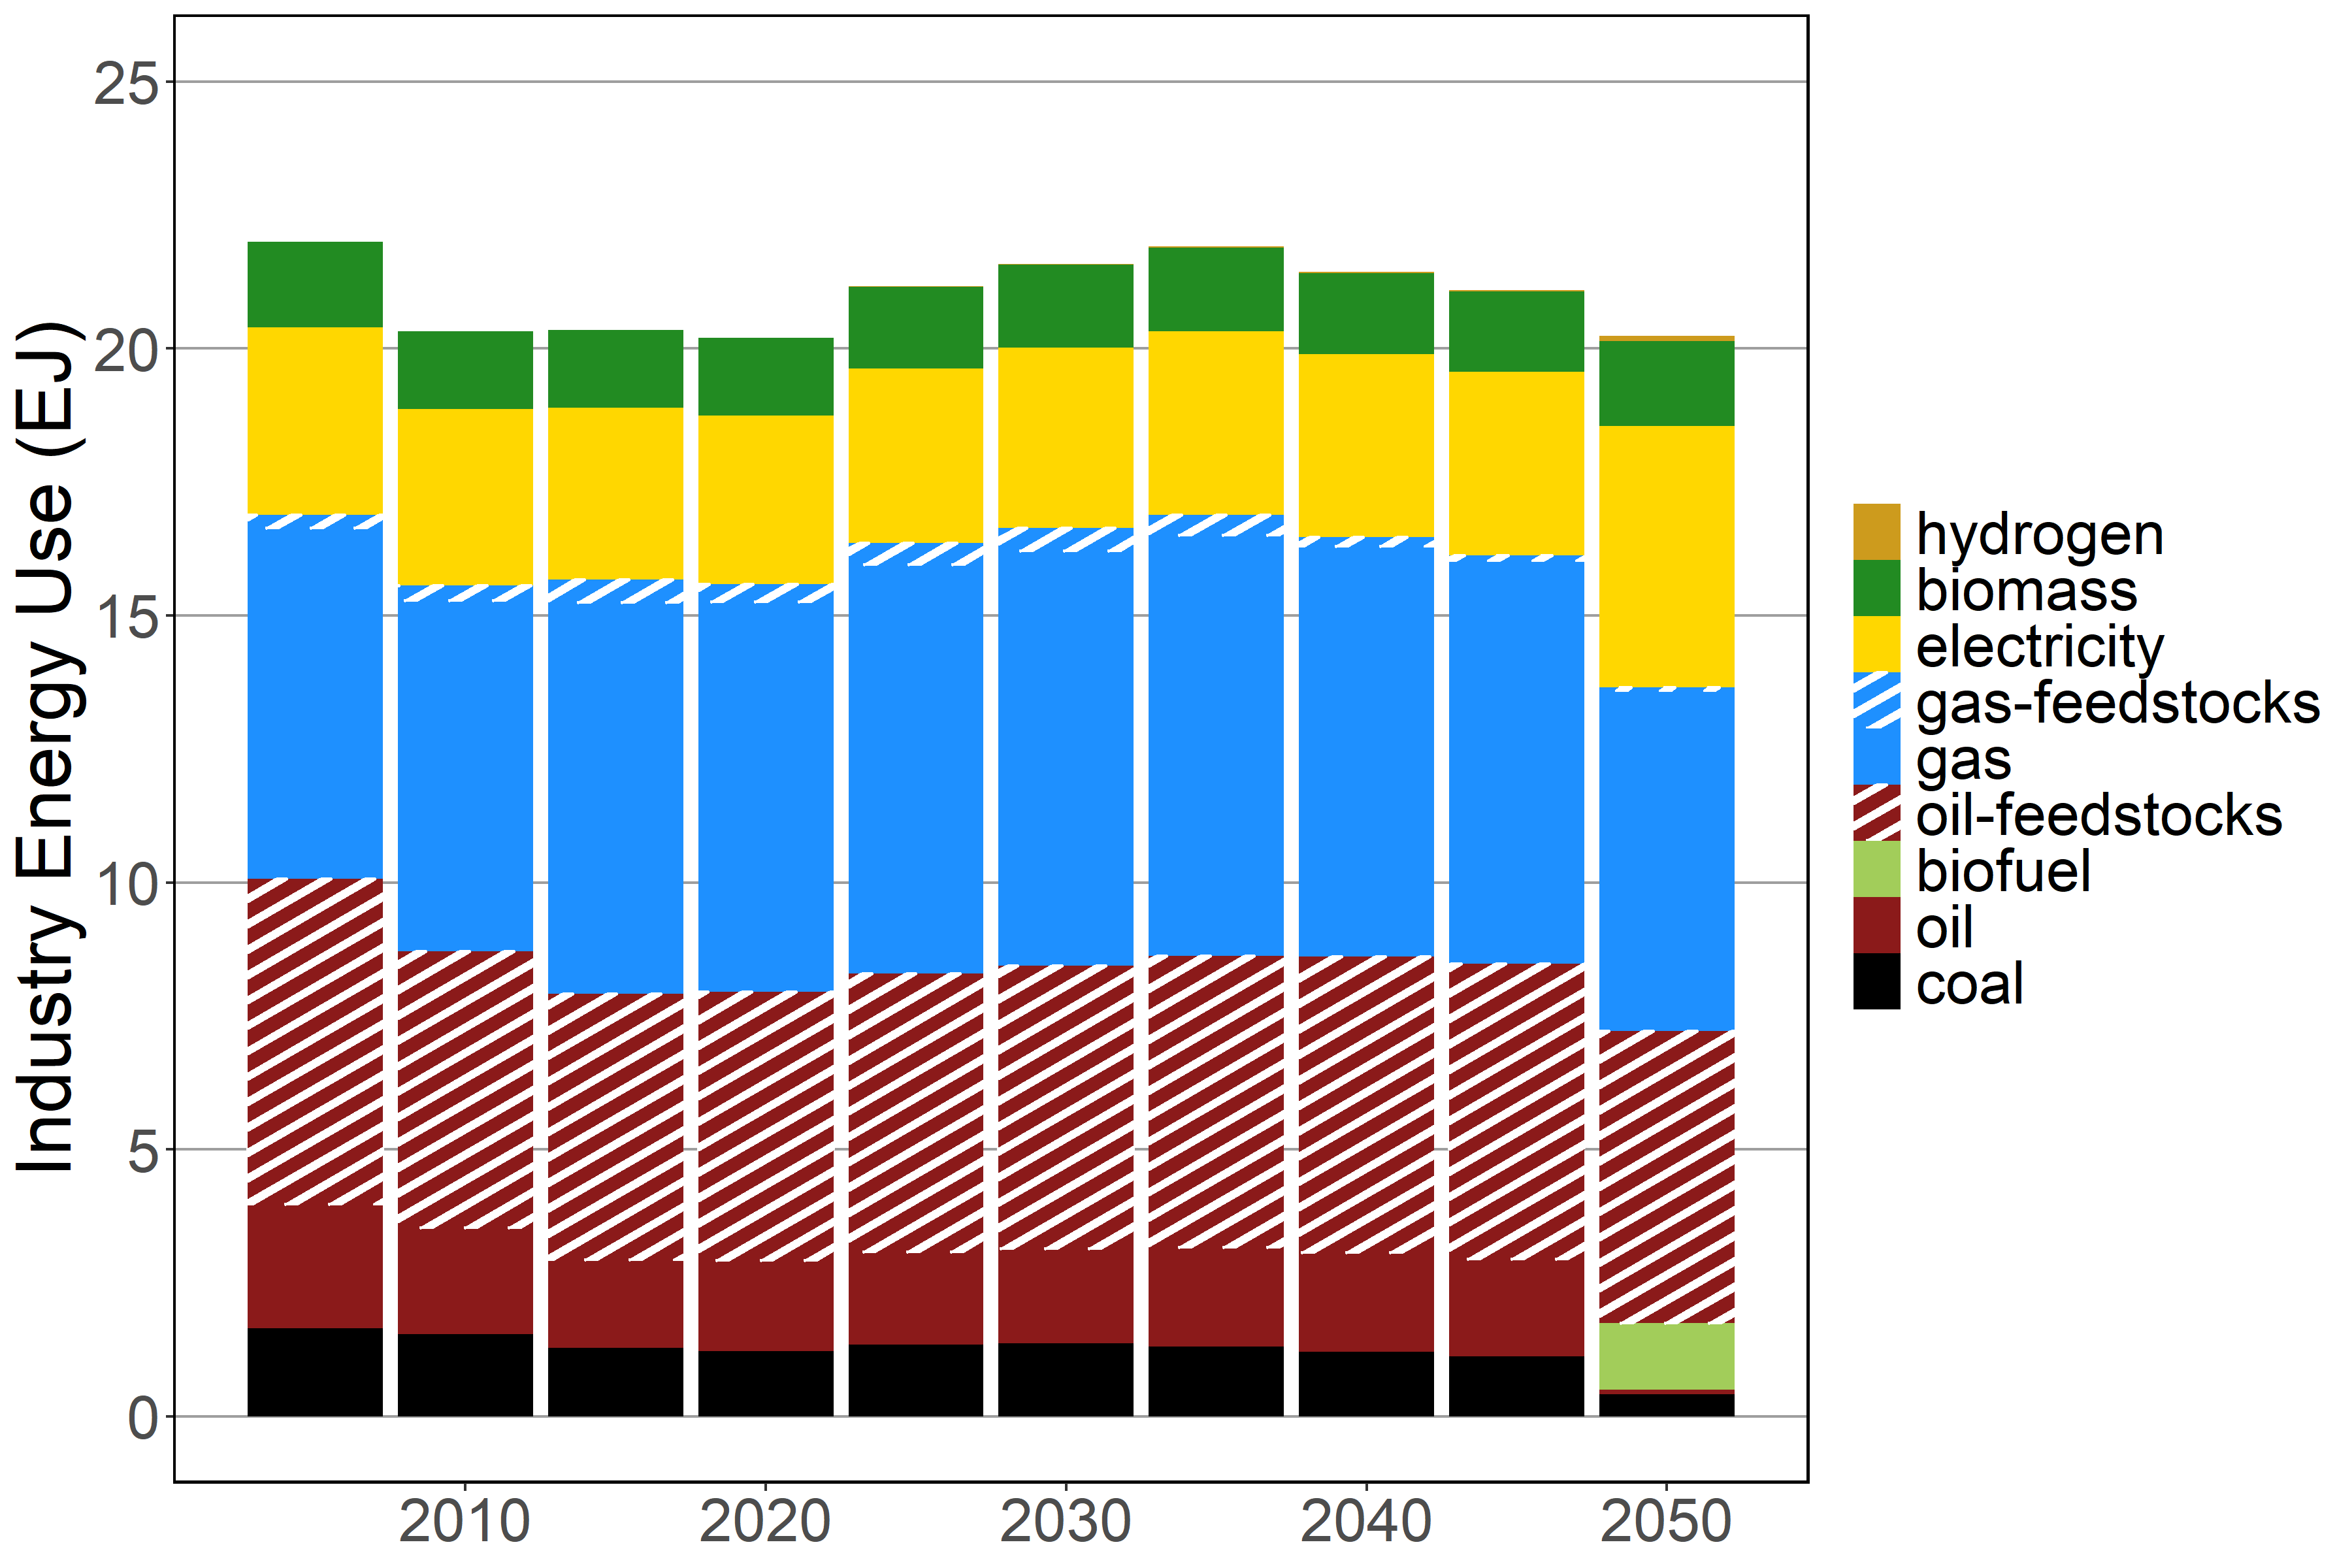 Industry Energy Use (EJ)
25
20
15
10
5
0
2010
2020
2030
2040
2050
hydrogen
biomass
electricity
gas-feedstocks
gas
oil-feedstocks
biofuel
oil
coal